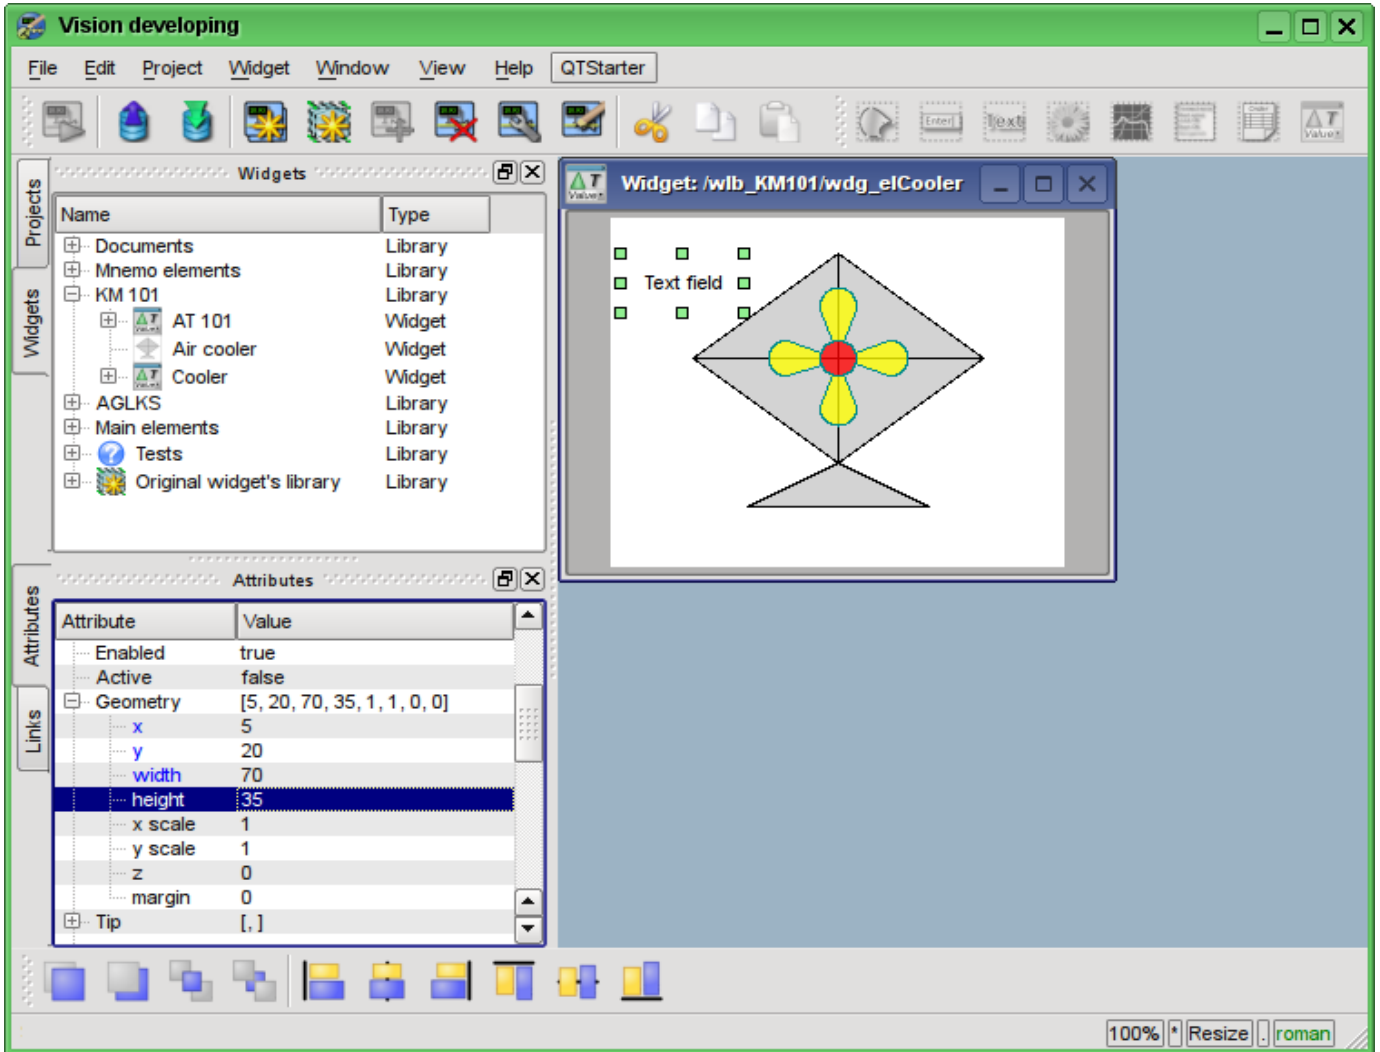 Vision developing
File Edit Project Widget Window View Help QTStarter
Enter Text ΔT Values
Projects
Widgets
Widgets
Name Type
Documents Library
Mnemo elements Library
KM 101 Library
AT 101 Widget
Air cooler Widget
Cooler Widget
AGLKS Library
Main elements Library
Tests Library
Original widget's library Library
Widget: /wlb_KM101/wdg_elCooler
Text field
Attributes
Links
Attributes
Attribute Value
Enabled true
Active false
Geometry [5, 20, 70, 35, 1, 1, 0, 0]
x 5
y 20
width 70
height 35
x scale 1
y scale 1
z 0
margin 0
Tip [, ]
100% * Resize . roman